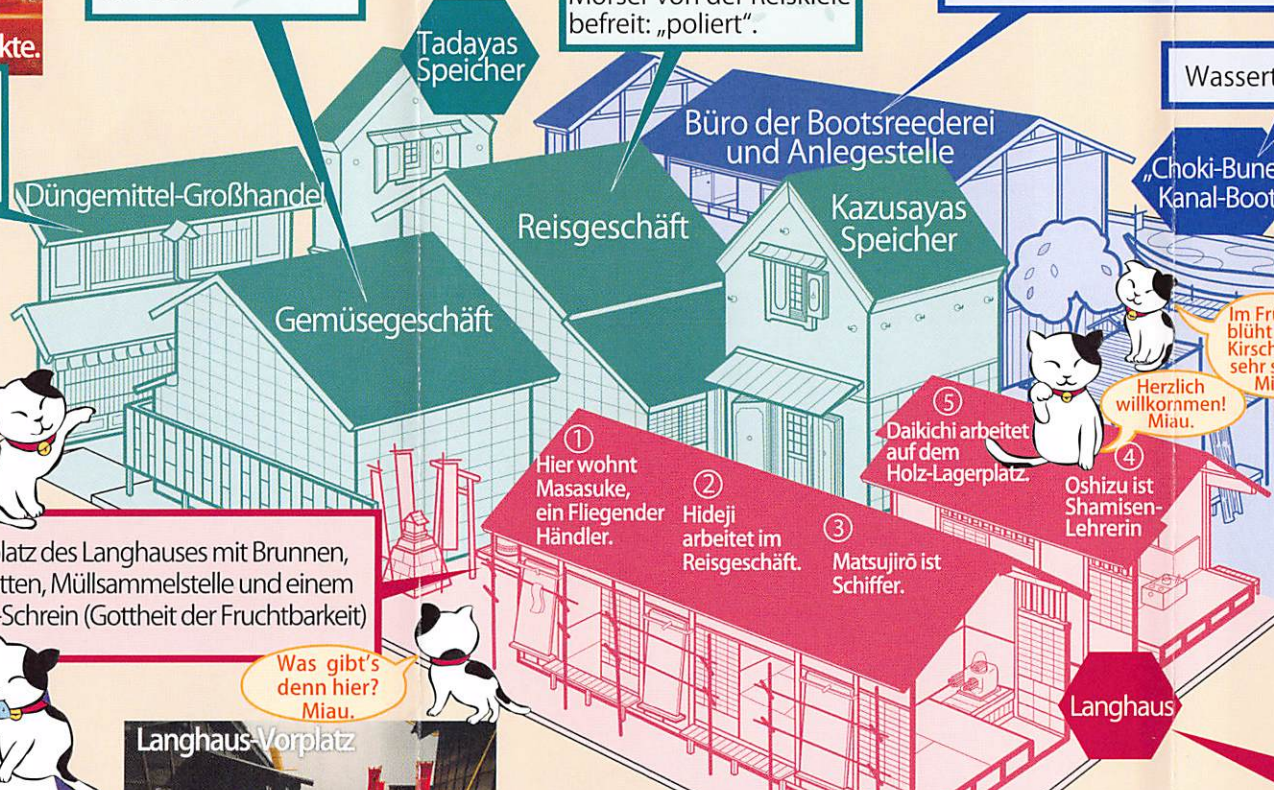 kte.
Mörser von der Reiskleie
befreit: „poliert“.
Tadayas
Speicher
Wassert
Büro der Bootsreederei
und Anlegestelle
„Choki-Bune
Kanal-Boot
Düngemittel-Großhandel
Reisgeschäft
Kazusayas
Speicher
Gemüsegeschäft
Im Fr
blüht
Kirsch
sehr s
Mi
Herzlich
willkommen!
Miau.
①
Hier wohnt
Masasuke,
ein Fliegender
Händler.
②
Hideji
arbeitet im
Reisgeschäft.
③
Matsujirō ist
Schiffer.
⑤
Daikichi arbeitet
auf dem
Holz-Lagerplatz.
④
Oshizu ist
Shamisen-
Lehrerin
latz des Langhauses mit Brunnen,
tten, Müllsammelstelle und einem
-Schrein (Gottheit der Fruchtbarkeit)
Was gibt's
denn hier?
Miau.
Langhaus
Langhaus-Vorplatz